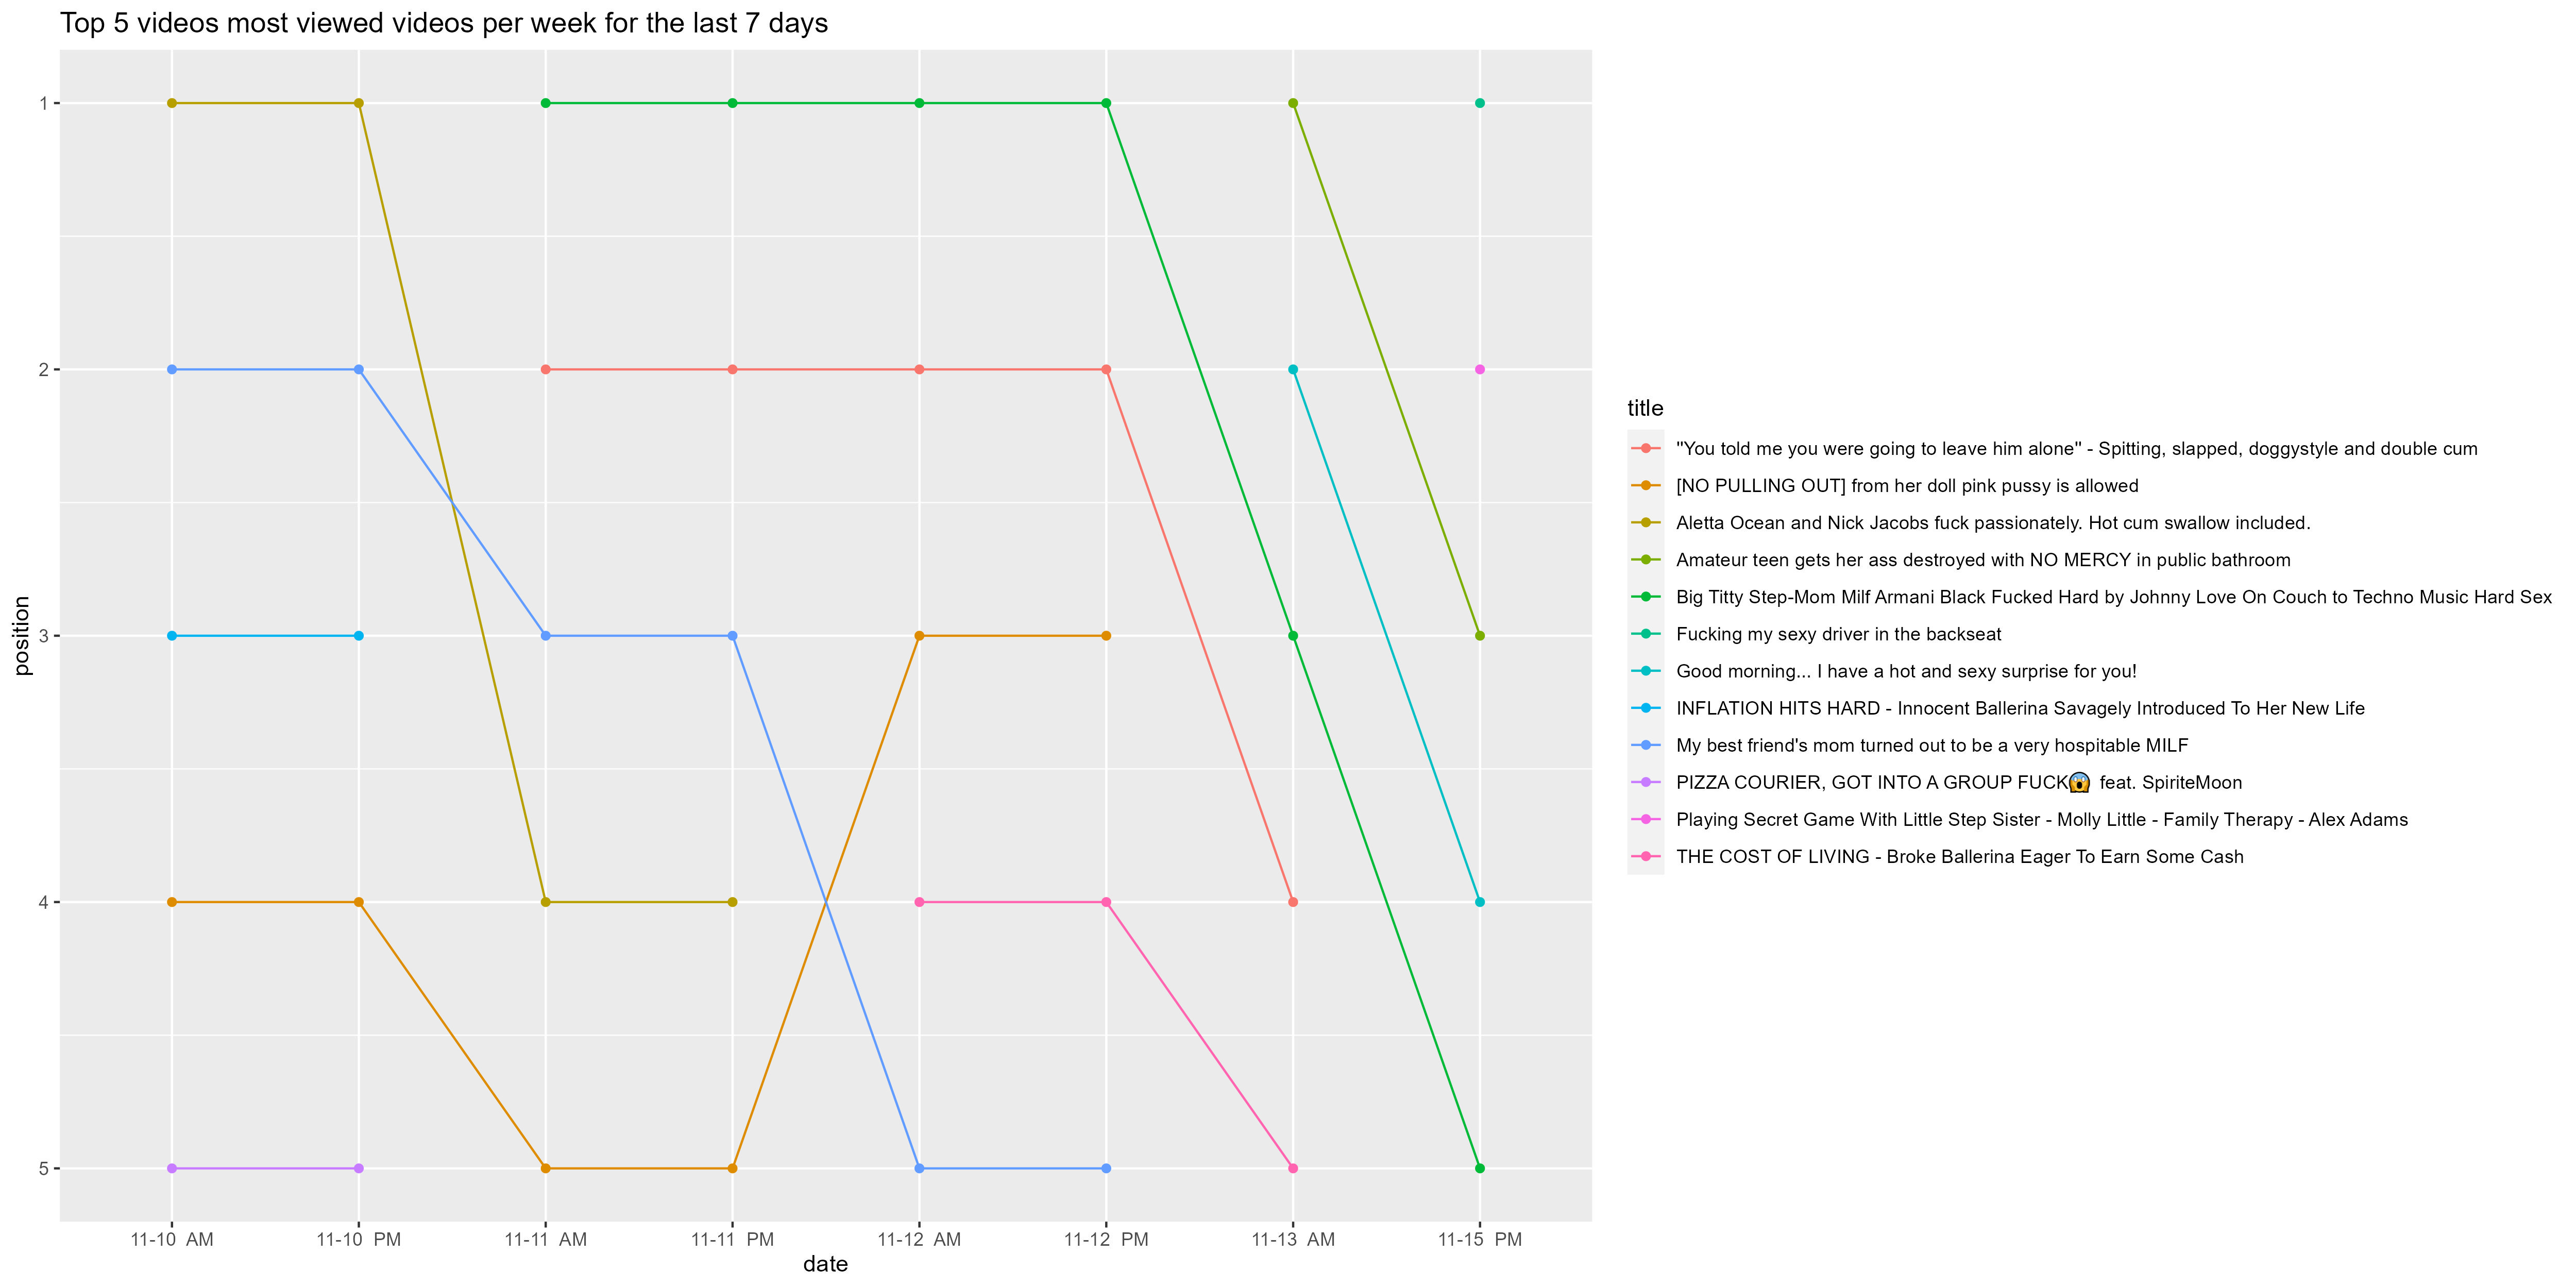 Top 5 videos most viewed videos per week for the last 7 days
position
1
2
3
4
5
11-10 AM
11-10 PM
11-11 AM
11-11 PM
11-12 AM
11-12 PM
11-13 AM
11-15 PM
date
title
"You told me you were going to leave him alone" - Spitting, slapped, doggystyle and double cum
[NO PULLING OUT] from her doll pink pussy is allowed
Aletta Ocean and Nick Jacobs fuck passionately. Hot cum swallow included.
Amateur teen gets her ass destroyed with NO MERCY in public bathroom
Big Titty Step-Mom Milf Armani Black Fucked Hard by Johnny Love On Couch to Techno Music Hard Sex
Fucking my sexy driver in the backseat
Good morning... I have a hot and sexy surprise for you!
INFLATION HITS HARD - Innocent Ballerina Savagely Introduced To Her New Life
My best friend's mom turned out to be a very hospitable MILF
PIZZA COURIER, GOT INTO A GROUP FUCK😱 feat. SpiriteMoon
Playing Secret Game With Little Step Sister - Molly Little - Family Therapy - Alex Adams
THE COST OF LIVING - Broke Ballerina Eager To Earn Some Cash